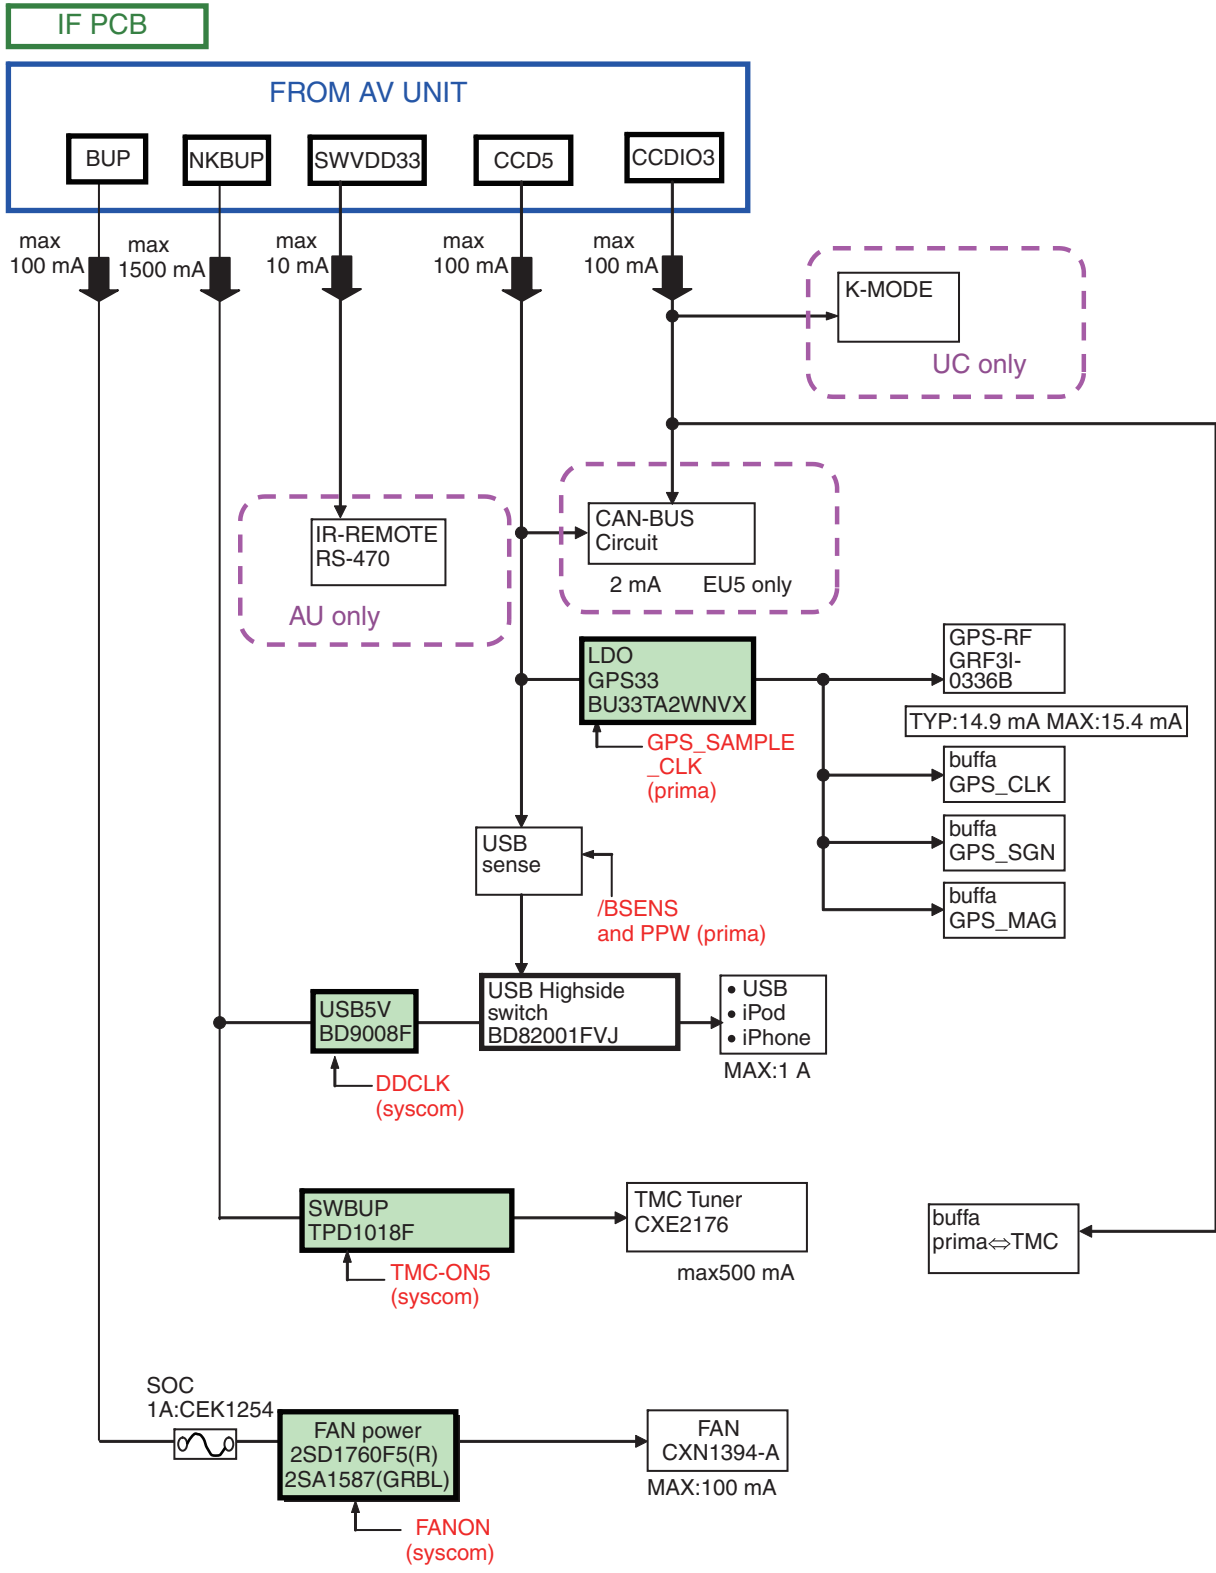 IF PCB
FROM AV UNIT
BUP
NKBUP
SWVDD33
CCD5
CCDIO3
max
100 mA
max
1500 mA
max
10 mA
max
100 mA
max
100 mA
K-MODE
UC only
IR-REMOTE
RS-470
AU only
CAN-BUS
Circuit
2 mA
EU5 only
LDO
GPS33
BU33TA2WNVX
GPS_SAMPLE
_CLK
(prima)
GPS-RF
GRF3I-
0336B
TYP:14.9 mA MAX:15.4 mA
buffa
GPS_CLK
buffa
GPS_SGN
buffa
GPS_MAG
USB
sense
/BSENS
and PPW (prima)
USB5V
BD9008F
DDCLK
(syscom)
USB Highside
switch
BD82001FVJ
• USB
• iPod
• iPhone
MAX:1 A
SWBUP
TPD1018F
TMC-ON5
(syscom)
TMC Tuner
CXE2176
max500 mA
buffa
prima⇔TMC
SOC
1A:CEK1254
FAN power
2SD1760F5(R)
2SA1587(GRBL)
FANON
(syscom)
FAN
CXN1394-A
MAX:100 mA